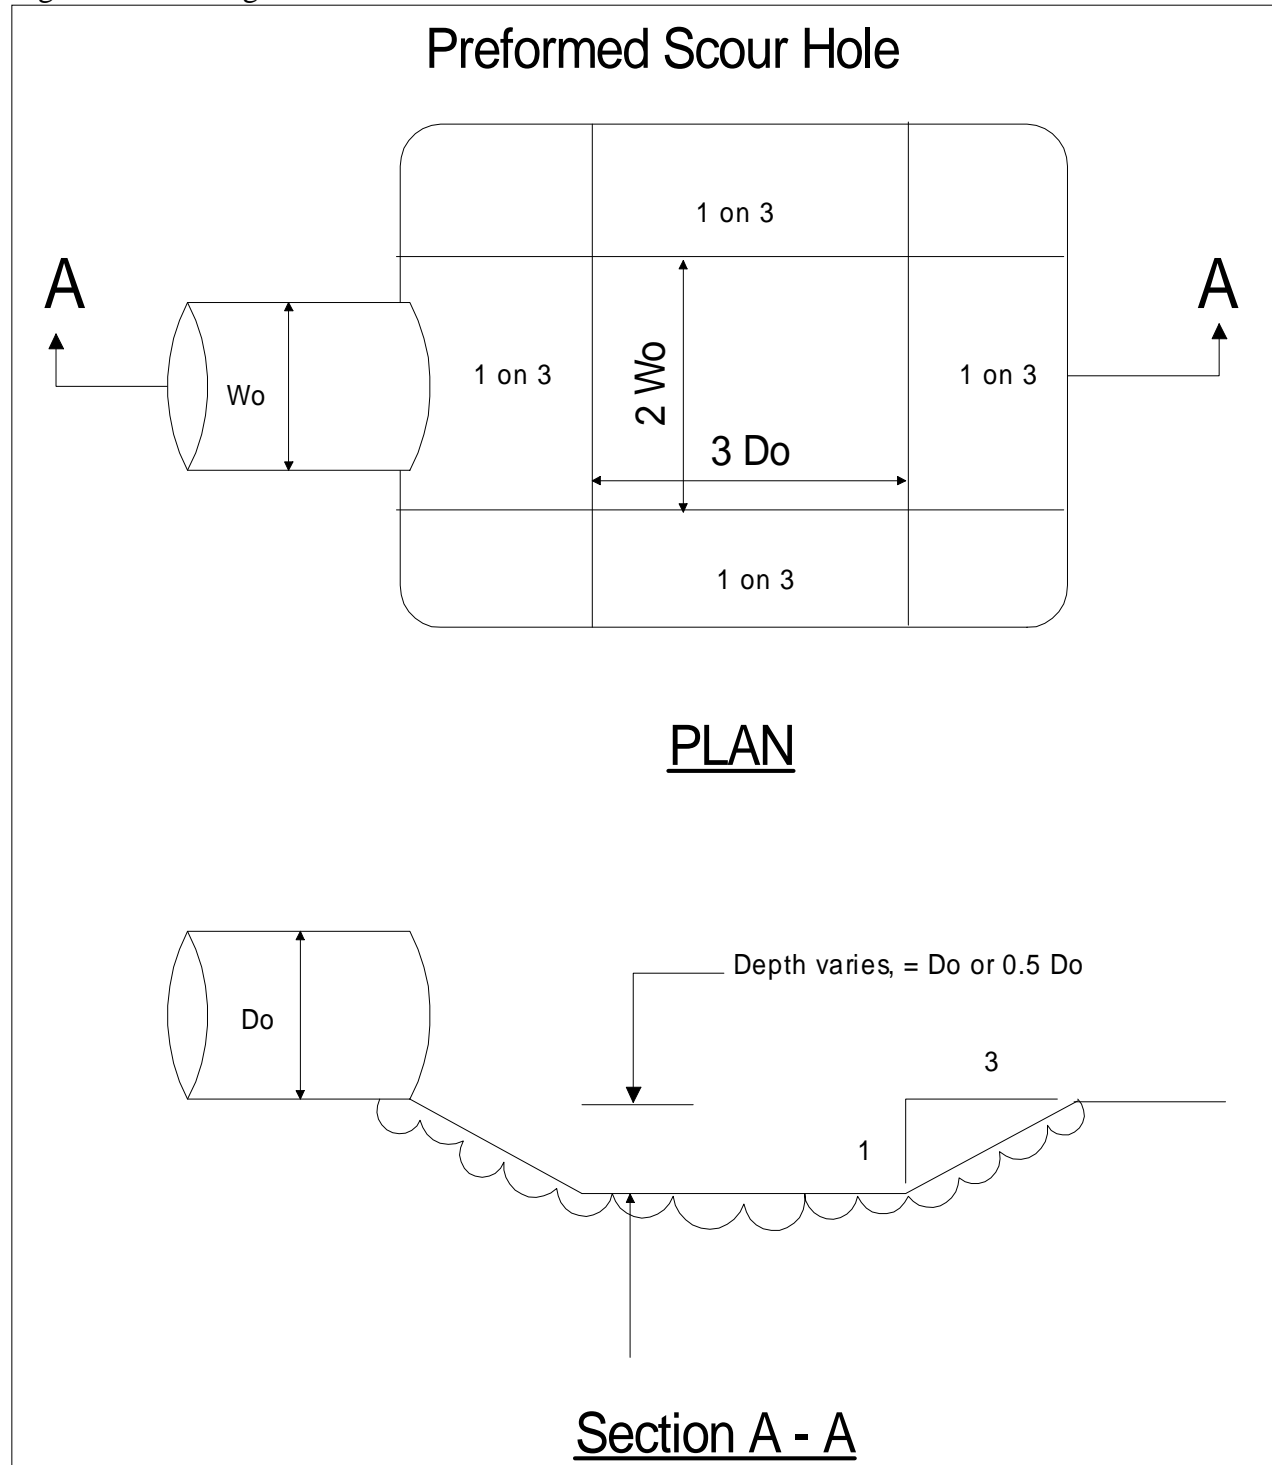 Preformed Scour Hole
1 on 3
A
A
Wo
1 on 3
2 Wo
1 on 3
3 Do
1 on 3
PLAN
Depth varies, = Do or 0.5 Do
Do
3
1
Section A - A